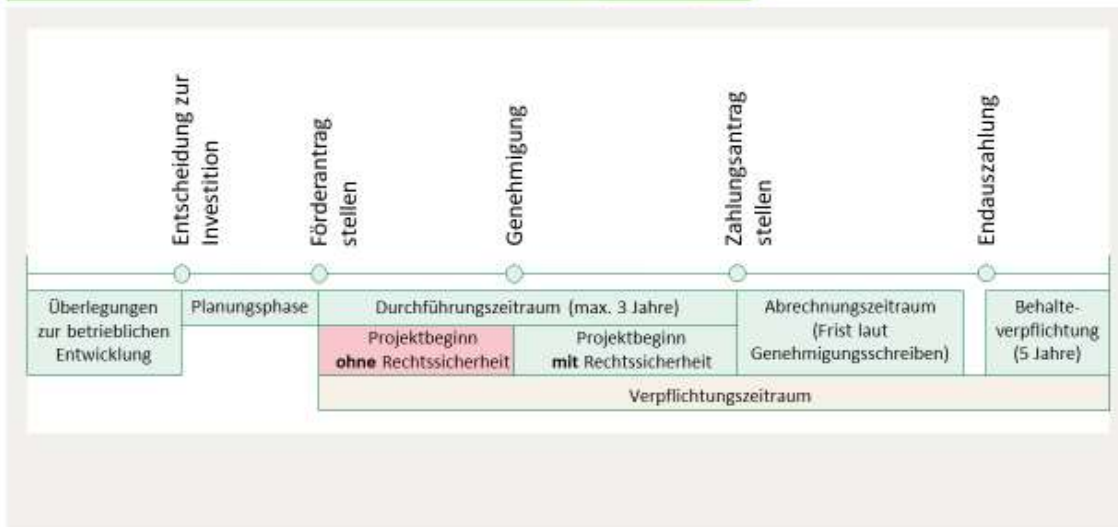 Entscheidung zur
Investition
Förderantrag
stellen
Genehmigung
Zahlungsantrag
stellen
Endauszahlung
Überlegungen
zur betrieblichen
Entwicklung
Planungsphase
Durchführungszeitraum (max. 3 Jahre)
Projektbeginn
ohne Rechtssicherheit
Projektbeginn
mit Rechtssicherheit
Abrechnungszeitraum
(Frist laut
Genehmigungsschreiben)
Behalte-
verpflichtung
(5 Jahre)
Verpflichtungszeitraum